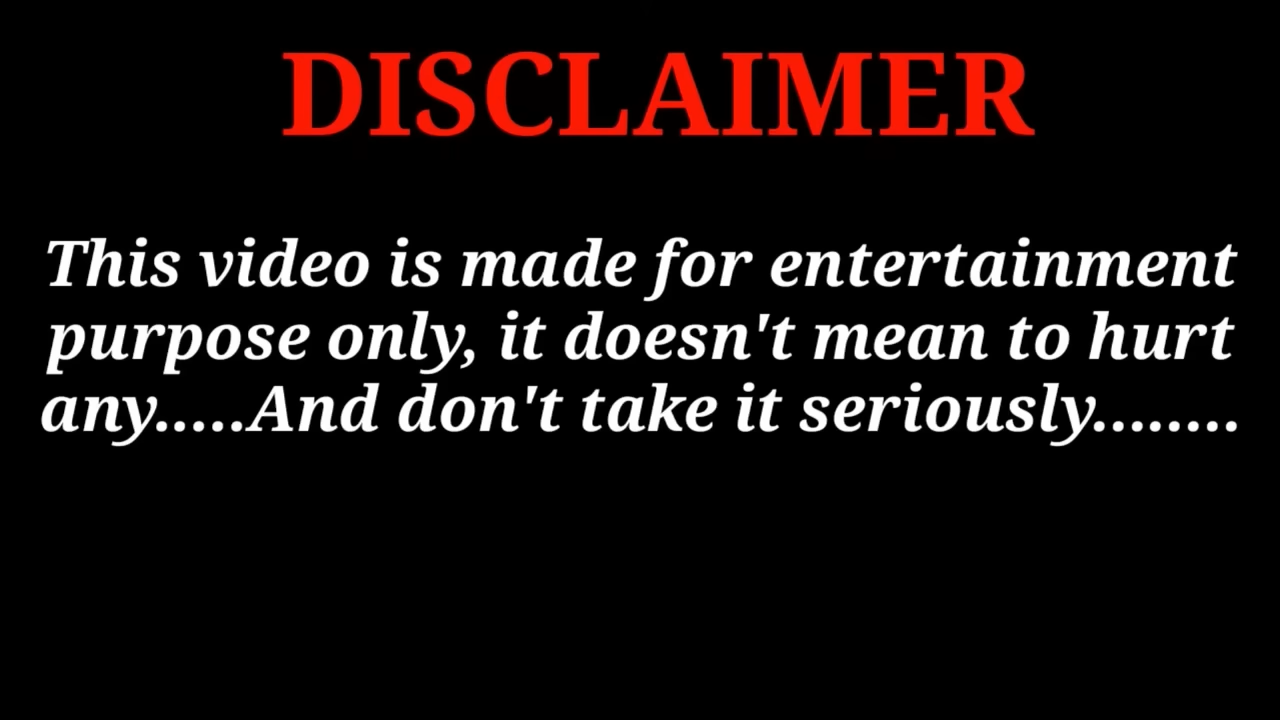 DISCLAIMER
This video is made for entertainment
purpose only, it doesn't mean to hurt
any.....And don't take it seriously........